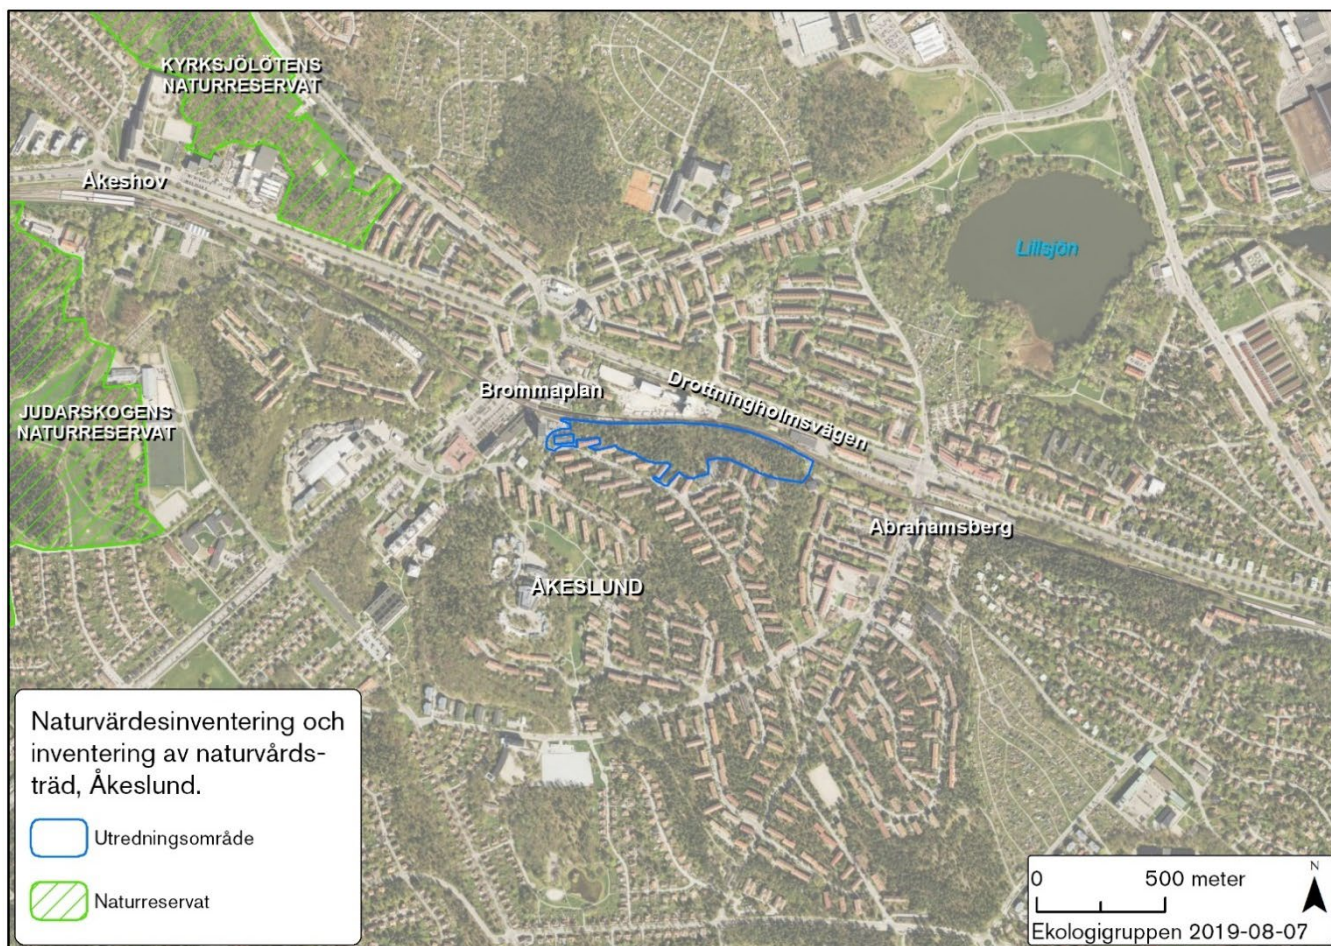 KYRKSJÖLÖTENS
NATURRESERVAT
Åkeshov
Lillsjön
Brommaplan
Drottningholmsvägen
JUDARSKOGENS
NATURRESERVAT
Abrahamsberg
ÅKESLUND
Naturvärdesinventering och
inventering av naturvårds-
träd, Åkeslund.
Utredningsområde
Naturreservat
0 500 meter
N
Ekologigruppen 2019-08-07